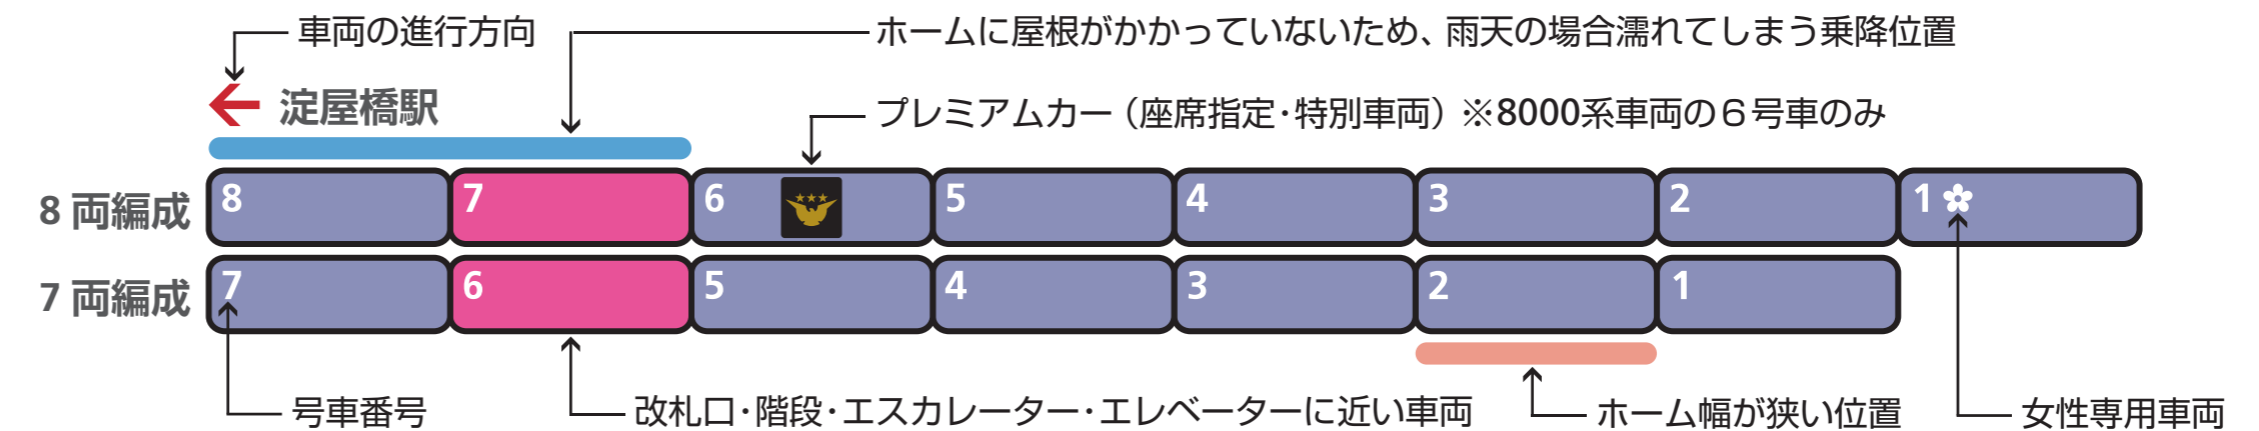 車両の進行方向
ホームに屋根がかかっていないため、雨天の場合濡れてしまう乗降位置
淀屋橋駅
プレミアムカー（座席指定・特別車両）※8000系車両の６号車のみ
8 両編成
8 7 6 5 4 3 2 1
7 両編成
7 6 5 4 3 2 1
号車番号
改札口・階段・エスカレーター・エレベーターに近い車両
ホーム幅が狭い位置
女性専用車両